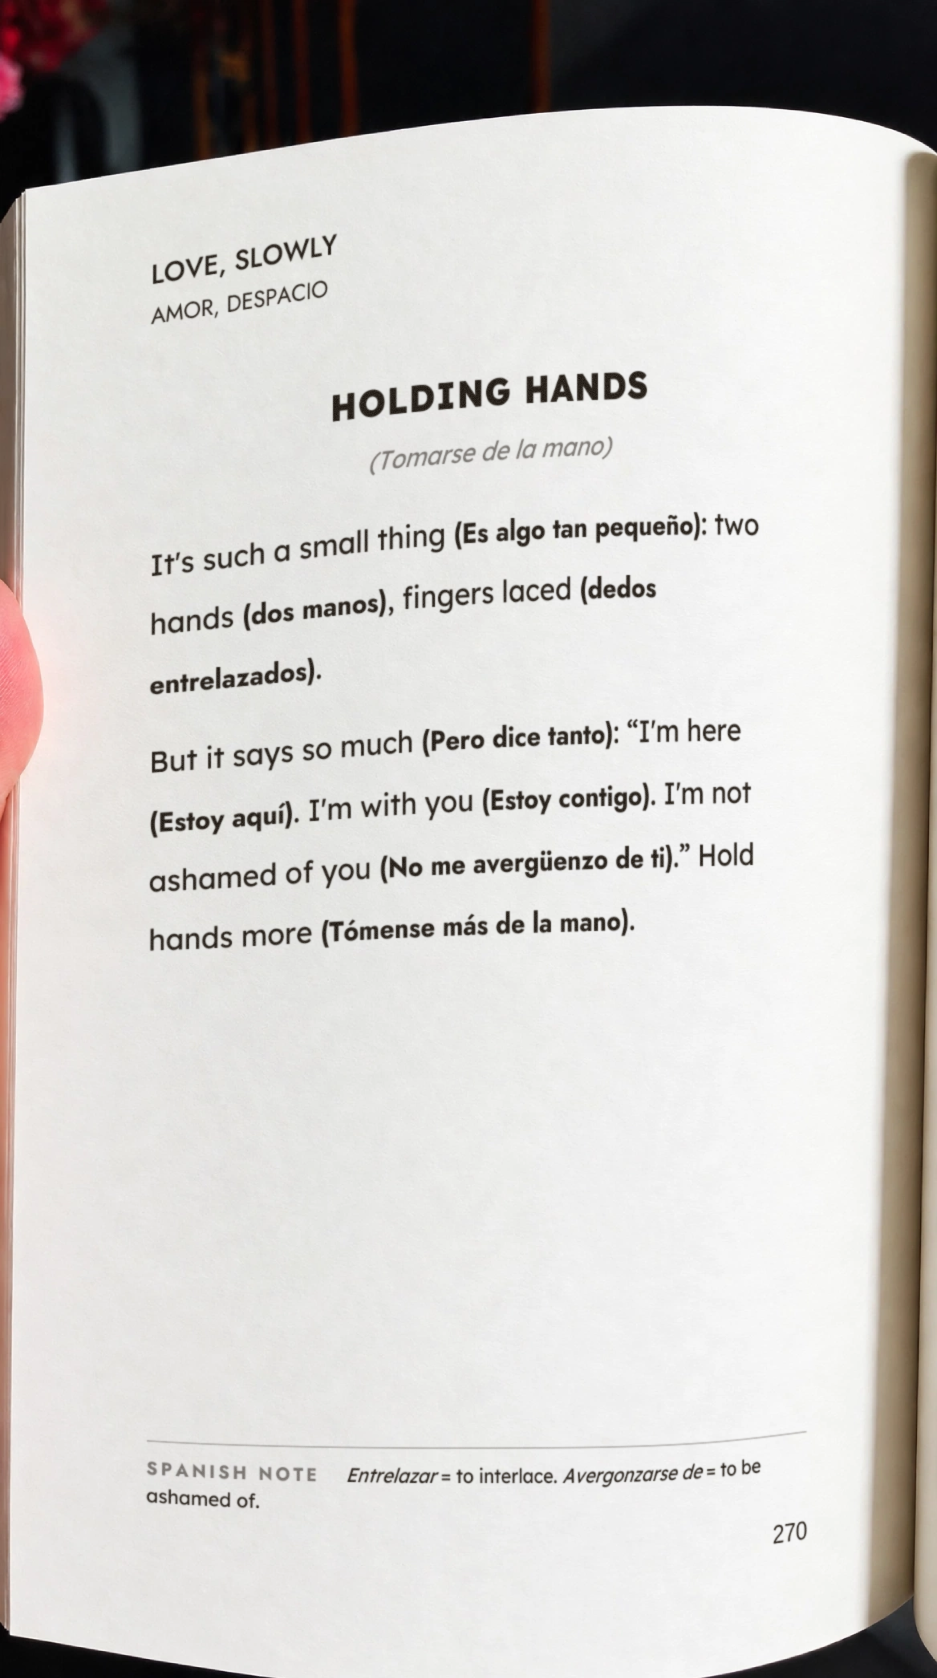 LOVE, SLOWLY
AMOR, DESPACIO
HOLDING HANDS
(Tomarse de la mano)
It's such a small thing (Es algo tan pequeño): two
hands (dos manos), fingers laced (dedos
entrelazados).
But it says so much (Pero dice tanto): “I'm here
(Estoy aquí). I'm with you (Estoy contigo). I'm not
ashamed of you (No me avergüenzo de ti).” Hold
hands more (Tómense más de la mano).
SPANISH NOTE Entrelazar = to interlace. Avergonzarse de = to be
ashamed of.
270